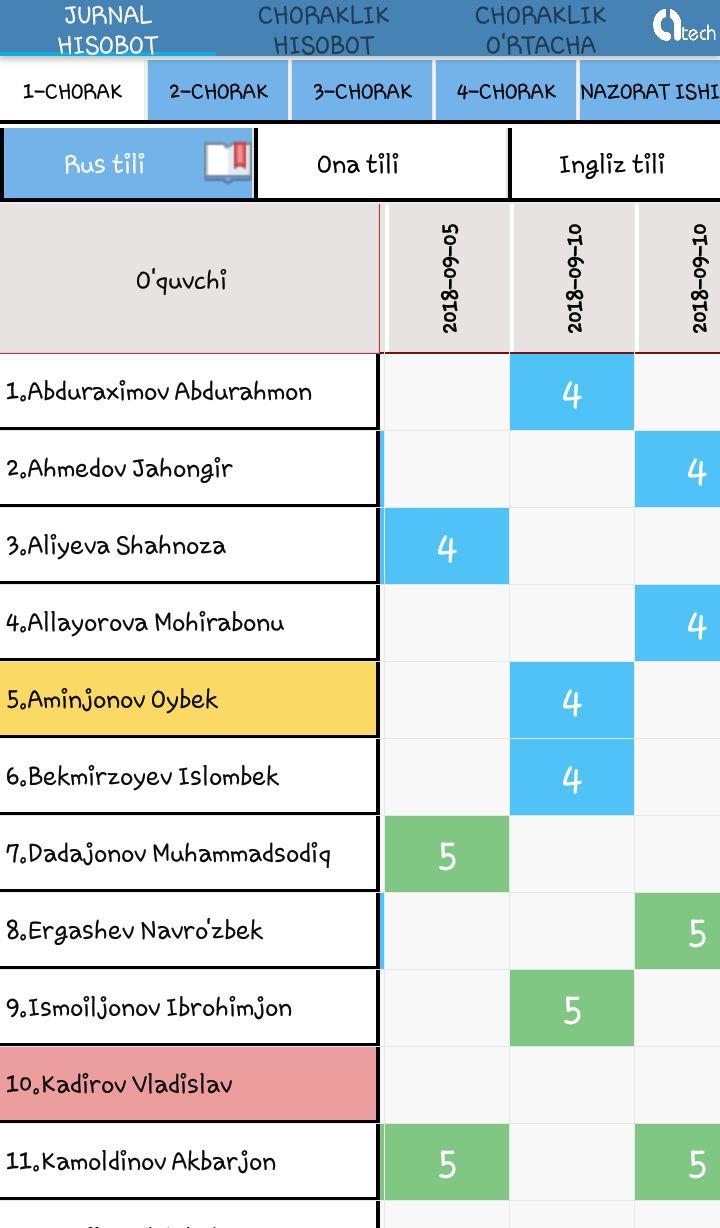 JURNAL HISOBOT
CHORAKLIK HISOBOT
CHORAKLIK O'RTACHA
atech
1-CHORAK 2-CHORAK 3-CHORAK 4-CHORAK NAZORAT ISHI
Rus tili Ona tili Ingliz tili
O'quvchi 2018-09-05 2018-09-10 2018-09-10
1.Abduraximov Abdurahmon 4
2.Ahmedov Jahongir 4
3.Aliyeva Shahnoza 4
4.Allayorova Mohirabonu 4
5.Aminjonov Oybek 4
6.Bekmirzoyev Islombek 4
7.Dadajonov Muhammadsodiq 5
8.Ergashev Navro'zbek 5
9.Ismoiljonov Ibrohimjon 5
10.Kadirov Vladislav
11.Kamoldinov Akbarjon 5 5